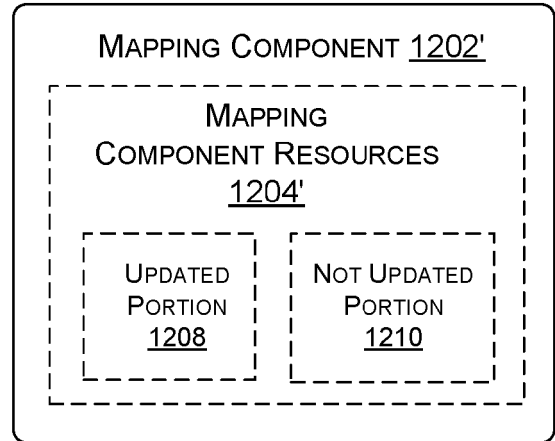 MAPPING COMPONENT 1202'
MAPPING
COMPONENT RESOURCES
1204'
UPDATED
PORTION
1208
NOT UPDATED
PORTION
1210